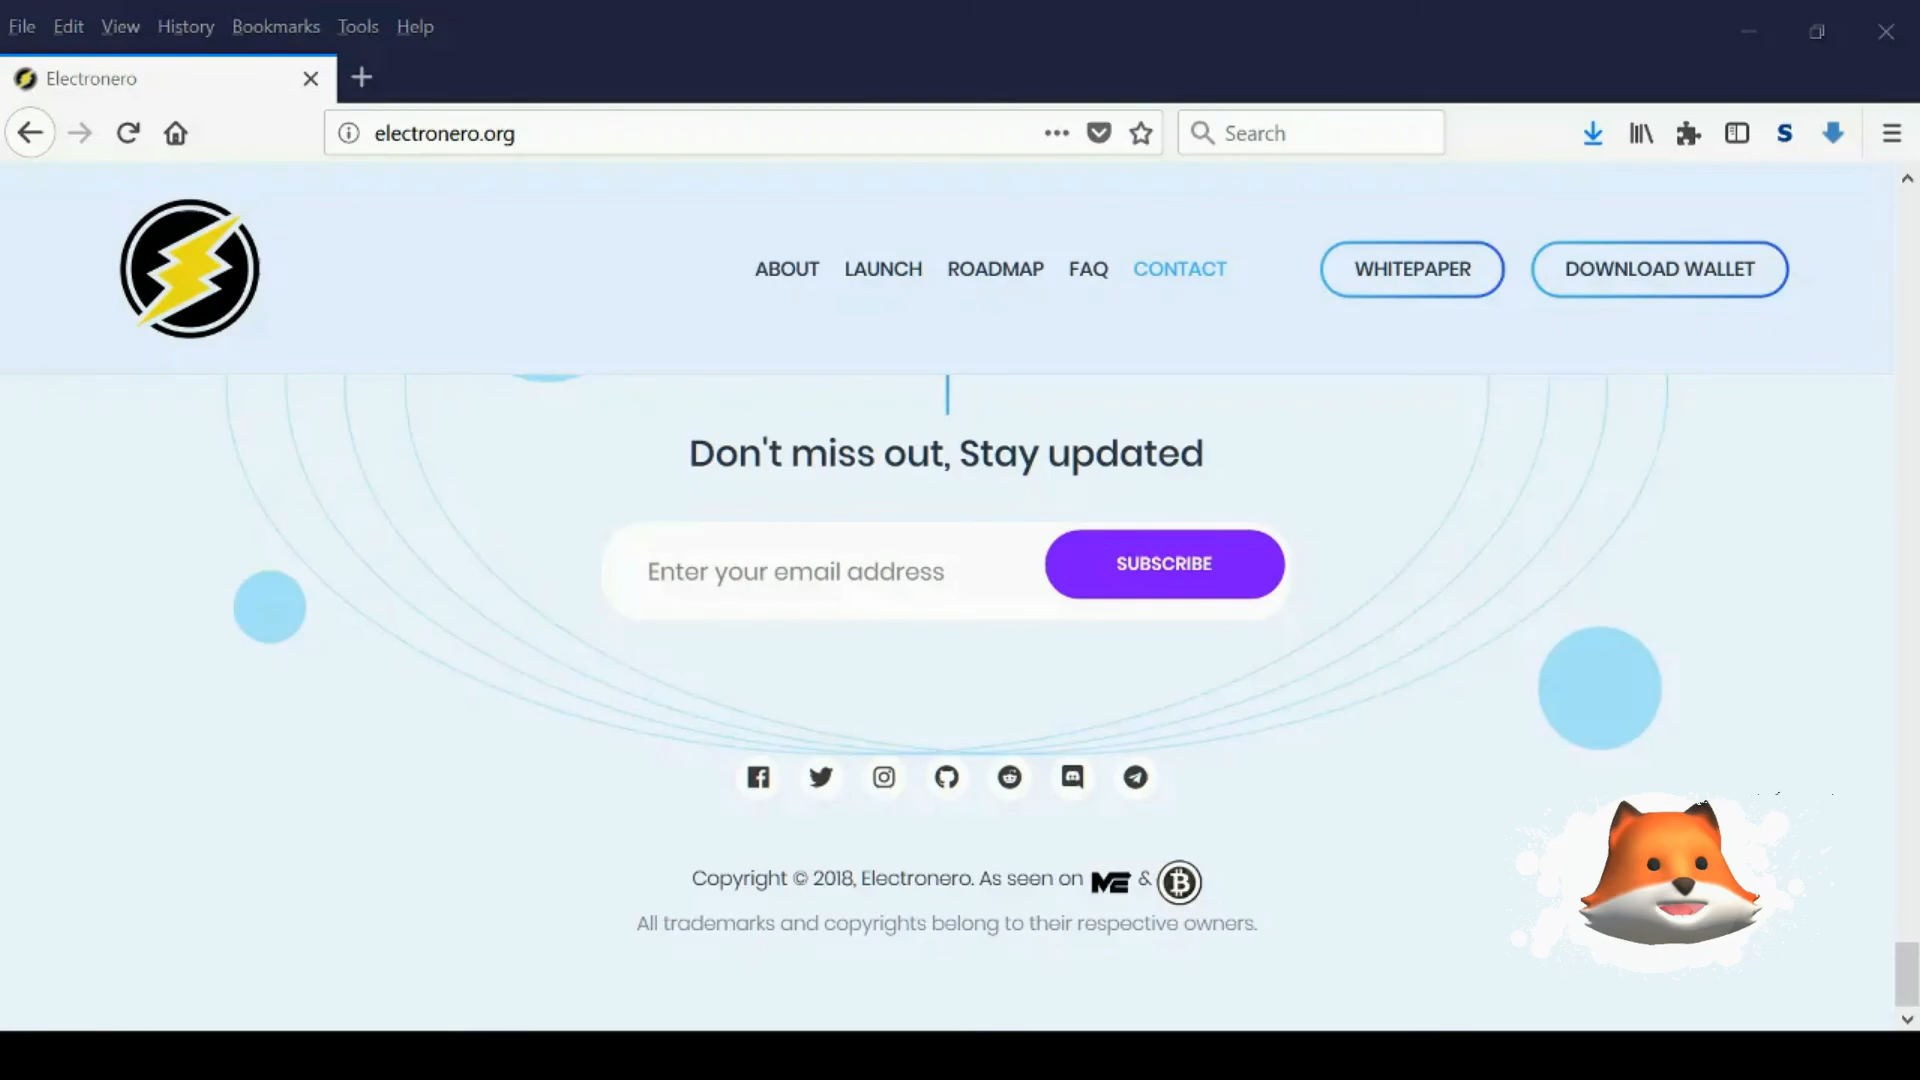 File Edit View History Bookmarks Tools Help
Electronero
electronero.org
Search
S
ABOUT LAUNCH ROADMAP FAQ CONTACT WHITEPAPER DOWNLOAD WALLET
Don't miss out, Stay updated
Enter your email address SUBSCRIBE
Copyright © 2018, Electronero. As seen on ME & B
All trademarks and copyrights belong to their respective owners.